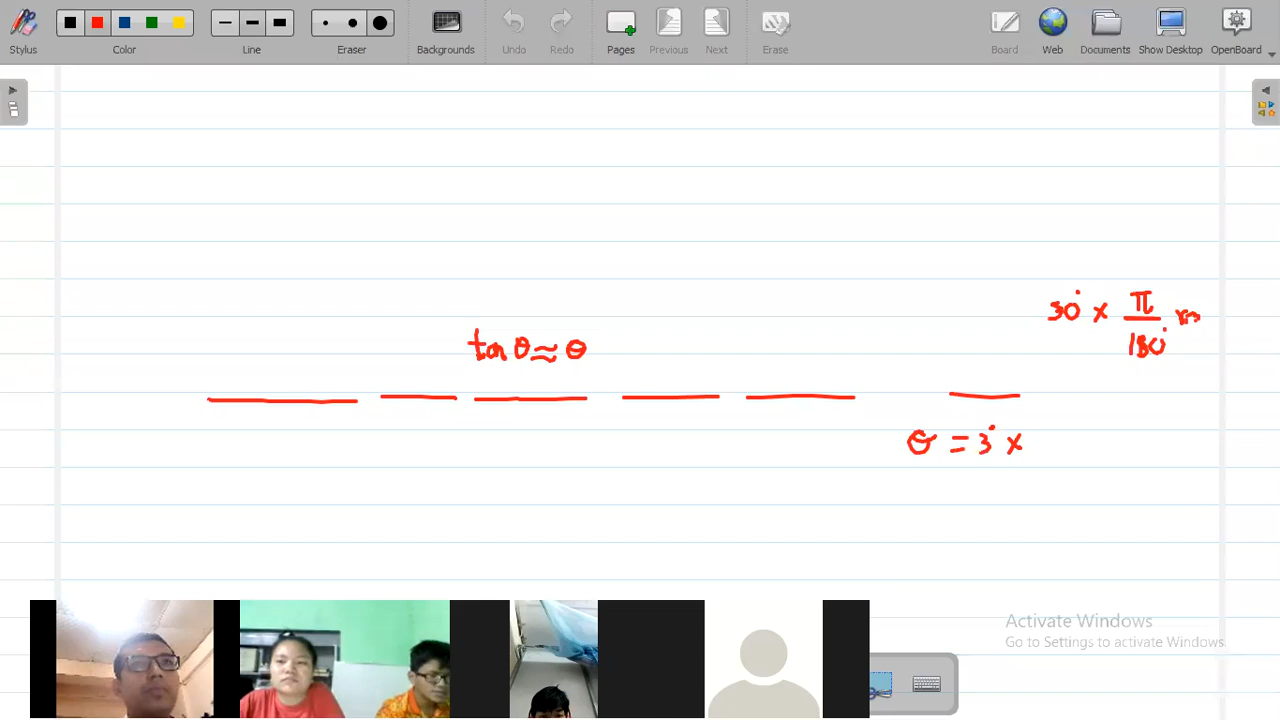 Stylus Color Line Eraser Backgrounds Undo Redo Pages Previous Next Erase Board Web Documents Show Desktop OpenBoard
30° × π/180°
tan θ ≈ θ
θ = 3° ×
Activate Windows
Go to Settings to activate Windows.